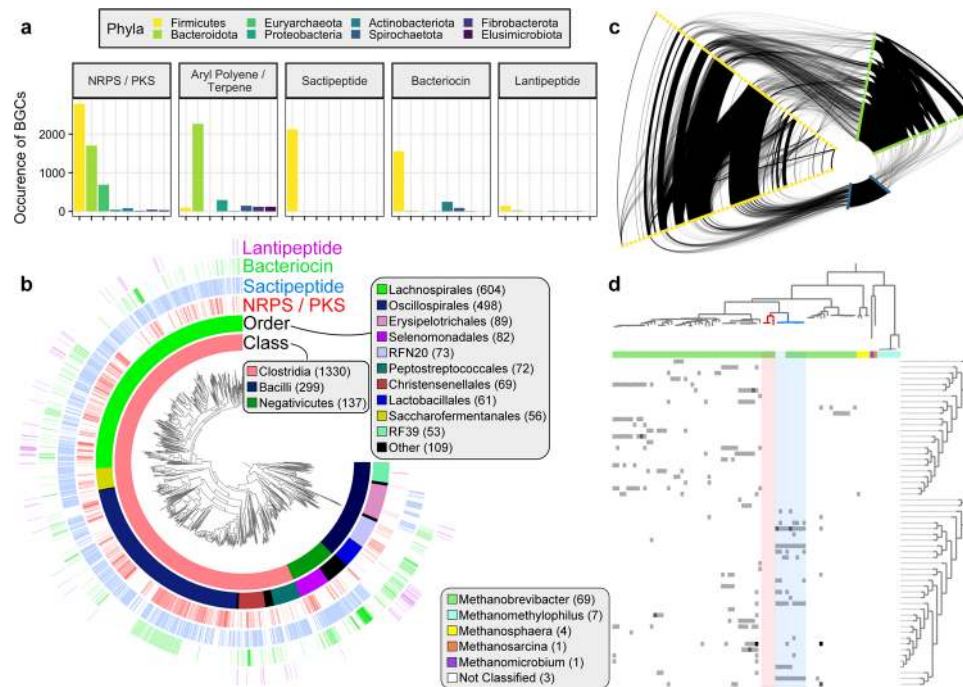 a
Phyla
Firmicutes
Bacteroidota
Euryarchaeota
Proteobacteria
Actinobacteriota
Spirochaetota
Fibrobacterota
Elusimicrobiota
NRPS / PKS
Aryl Polyene /
Terpene
Sactipeptide
Bacteriocin
Lantipeptide
Occurence of BGCs
2000
1000
0
b
Lantipeptide
Bacteriocin
Sactipeptide
NRPS / PKS
Order
Class
Clostridia (1330)
Bacilli (299)
Negativicutes (137)
Lachnospirales (604)
Oscillospirales (498)
Erysipelotrichales (89)
Selenomonadales (82)
RFN20 (73)
Peptostreptococcales (72)
Christensenellales (69)
Lactobacillales (61)
Saccharofermentanales (56)
RF39 (53)
Other (109)
c
d
Methanobrevibacter (69)
Methanomethylophilus (7)
Methanosphaera (4)
Methanosarcina (1)
Methanomicrobium (1)
Not Classified (3)